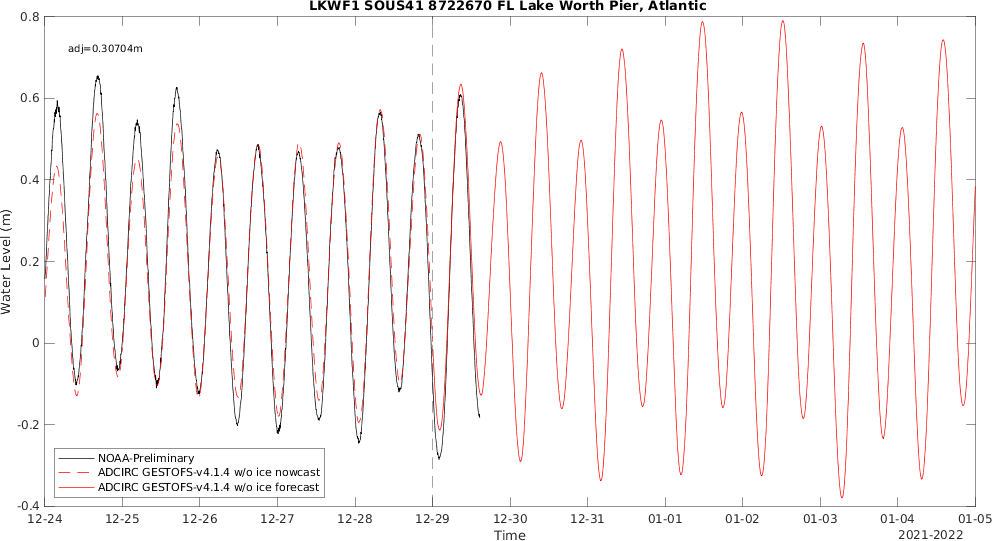 LKWF1 SOUS41 8722670 FL Lake Worth Pier, Atlantic
adj=0.30704m
0.8
0.6
0.4
0.2
0
-0.2
-0.4
Water Level (m)
NOAA-Preliminary
ADCIRC GESTOFS-v4.1.4 w/o ice nowcast
ADCIRC GESTOFS-v4.1.4 w/o ice forecast
12-24 12-25 12-26 12-27 12-28 12-29 12-30 12-31 01-01 01-02 01-03 01-04 01-05
Time
2021-2022